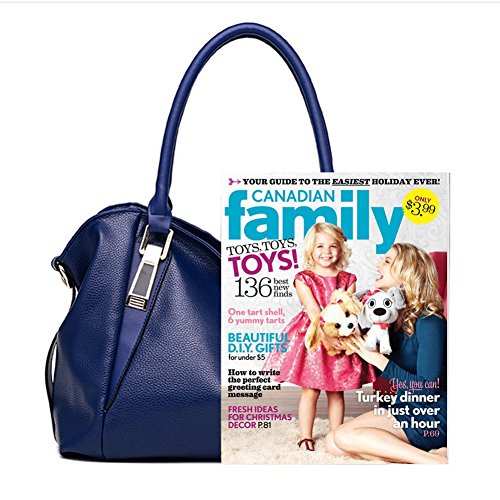 YOUR GUIDE TO THE EASIEST HOLIDAY EVER!
CANADIAN
family
ONLY
$3.99
TOYS, TOYS,
TOYS!
136 best
new
finds
One tart shell,
6 yummy tarts
BEAUTIFUL
D.I.Y. GIFTS
for under $5
How to write
the perfect
greeting card
message
FRESH IDEAS
FOR CHRISTMAS
DECOR P.81
Yes, you can!
Turkey dinner
in just over
an hour
P.69